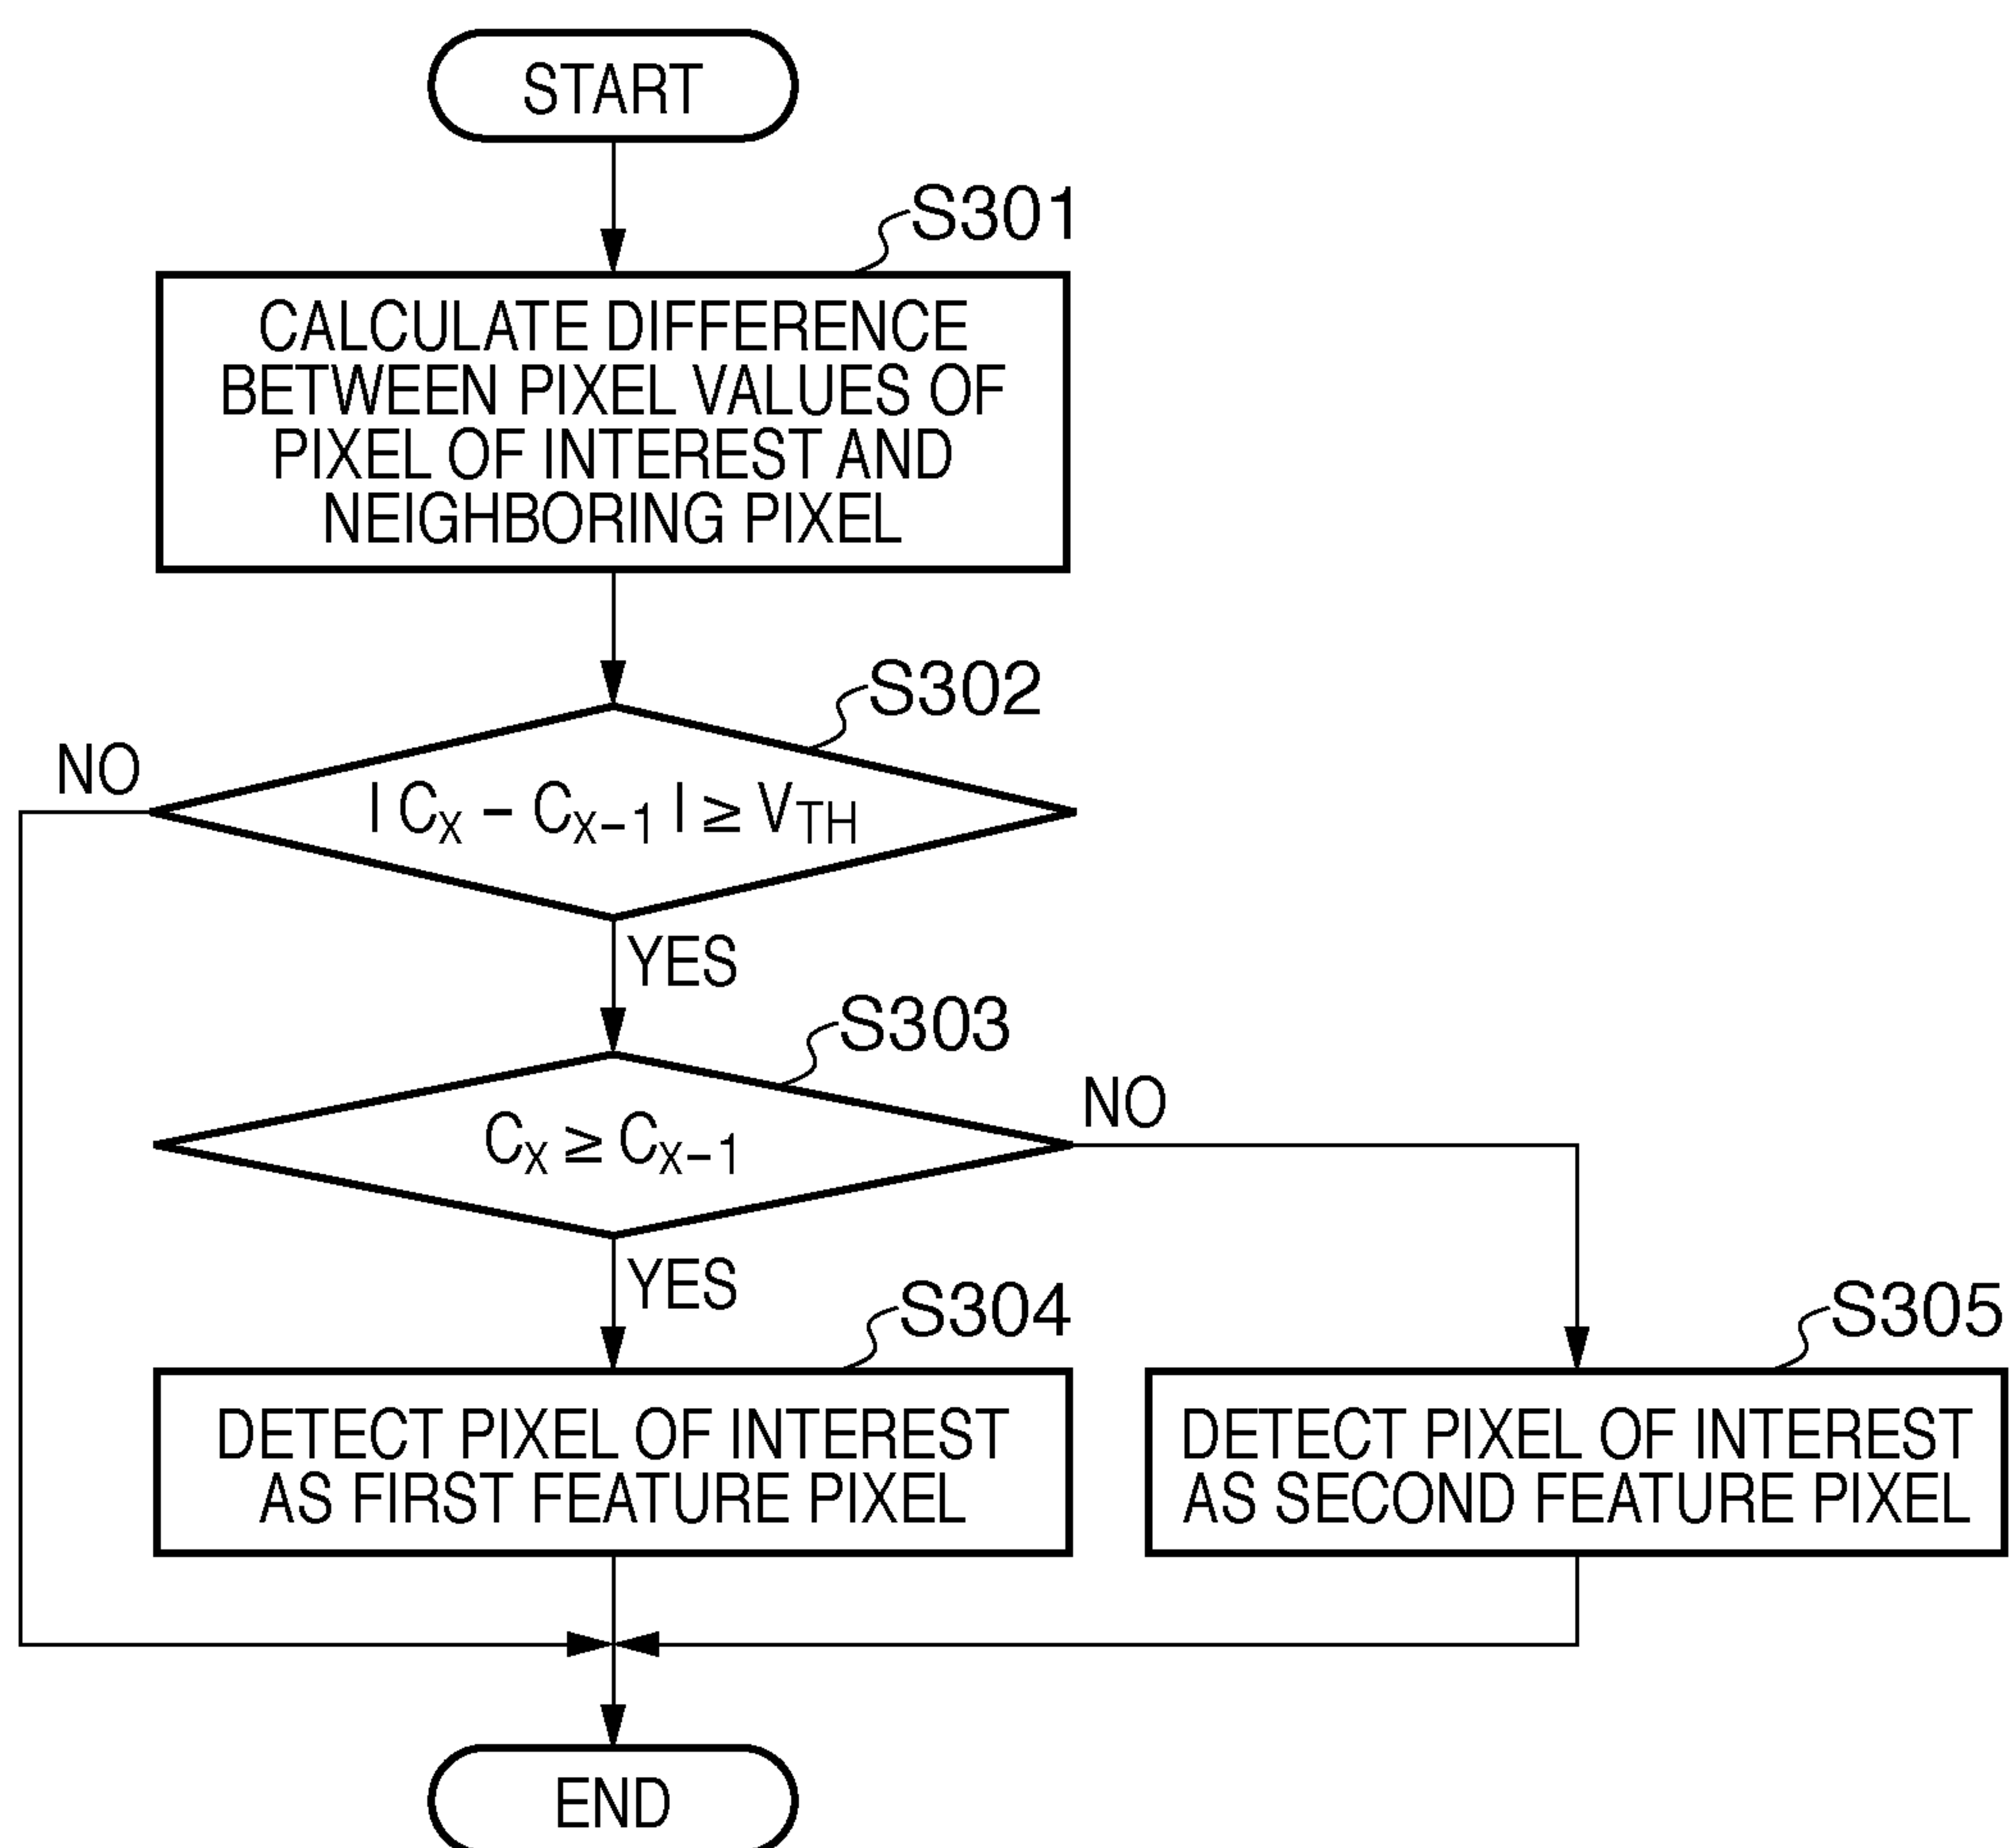 START
S301
CALCULATE DIFFERENCE
BETWEEN PIXEL VALUES OF
PIXEL OF INTEREST AND
NEIGHBORING PIXEL
S302
NO
| Cx − Cx−1 | ≥ VTH
YES
S303
NO
Cx ≥ Cx−1
YES
S304
S305
DETECT PIXEL OF INTEREST
AS FIRST FEATURE PIXEL
DETECT PIXEL OF INTEREST
AS SECOND FEATURE PIXEL
END